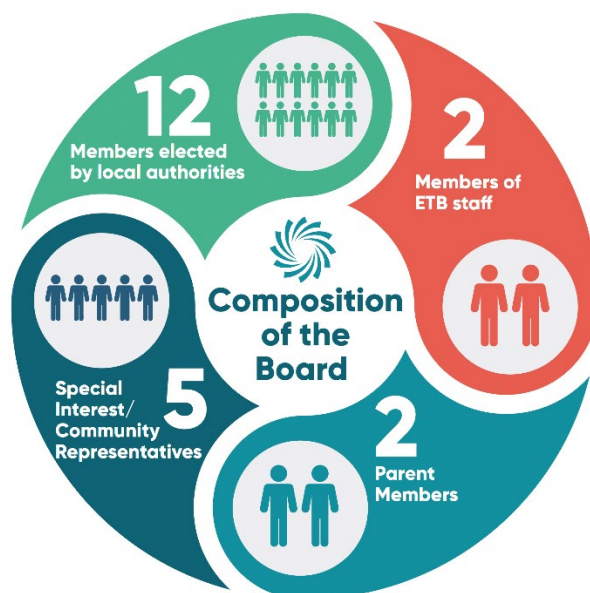 12
Members elected
by local authorities
2
Members of
ETB staff
Composition
of the
Board
5
Special
Interest/
Community
Representatives
2
Parent
Members